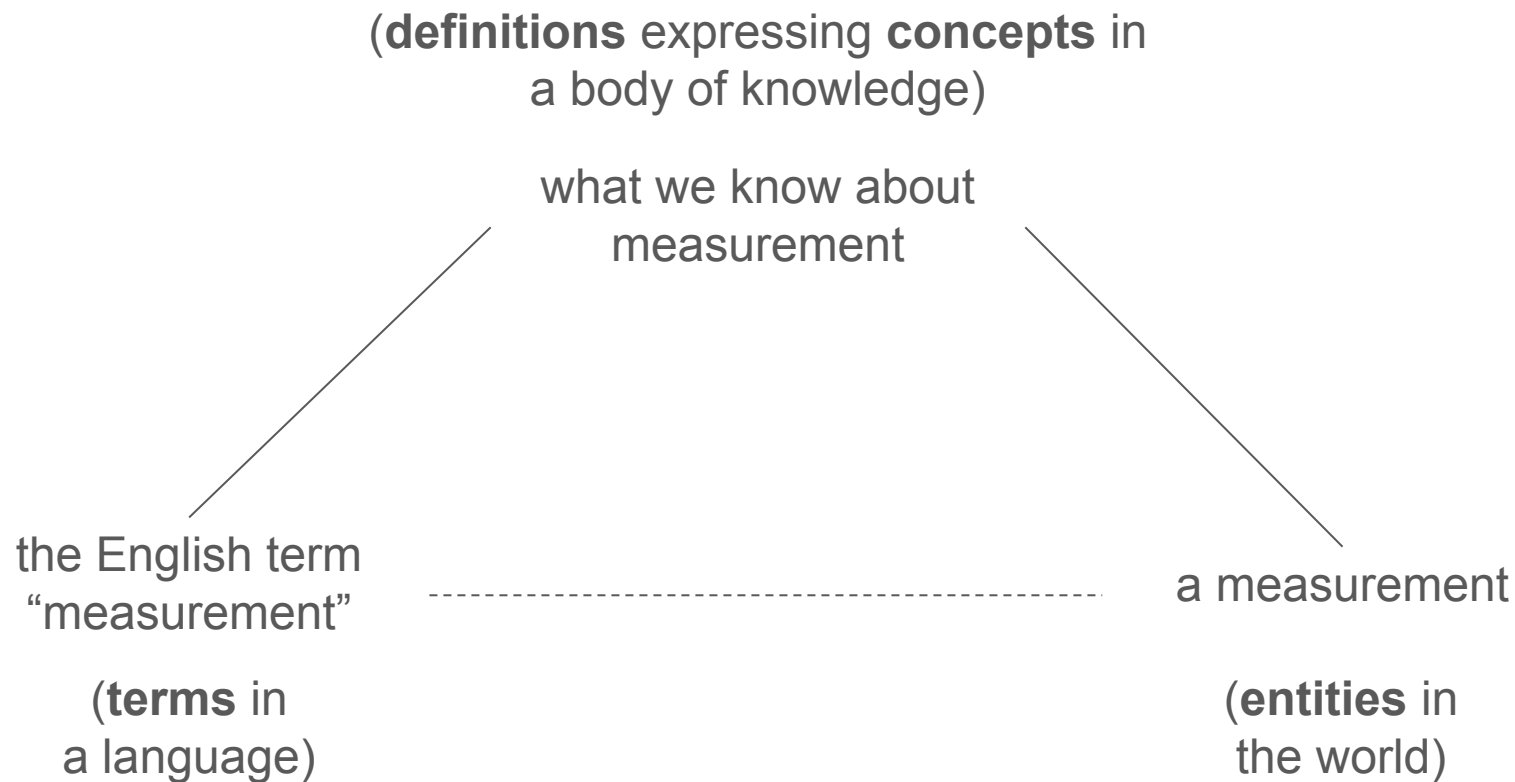 (definitions expressing concepts in
a body of knowledge)
what we know about
measurement
the English term
“measurement”
a measurement
(terms in
a language)
(entities in
the world)